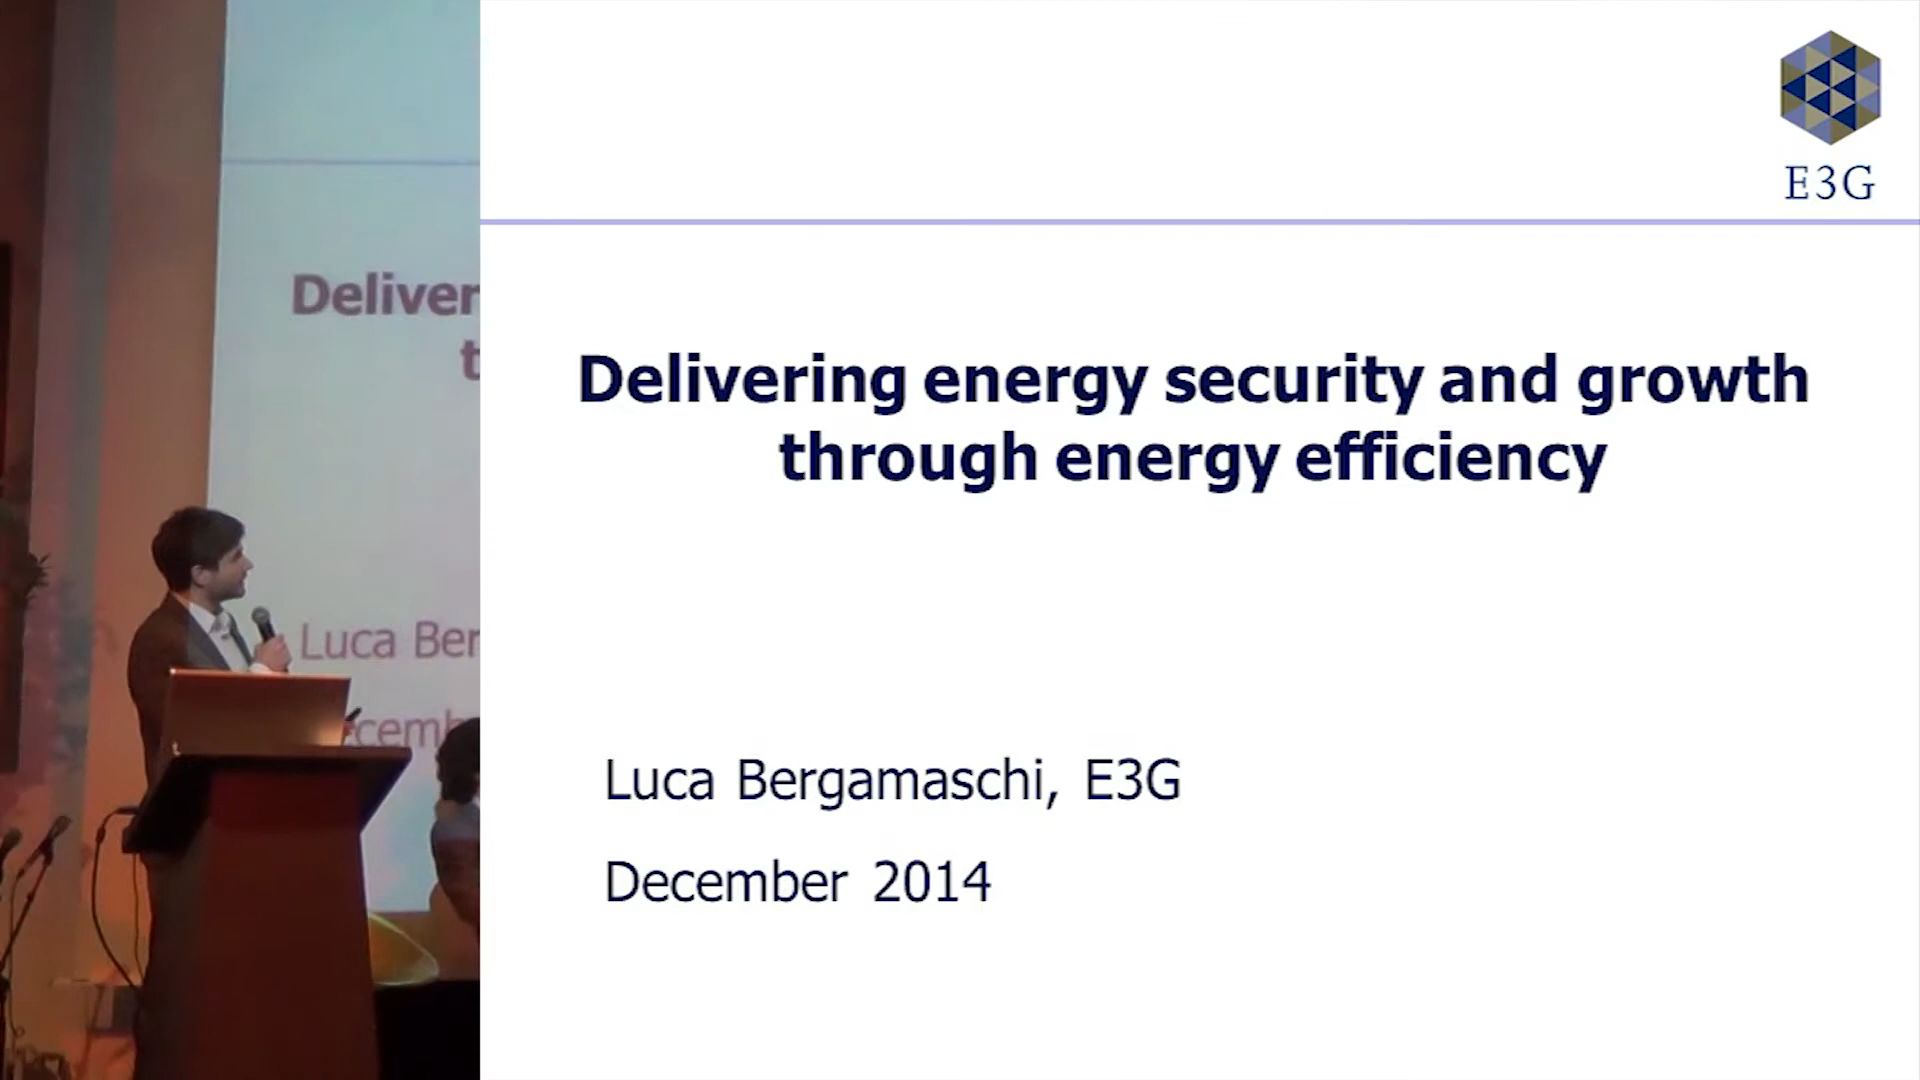 E3G
Delivering energy security and growth
through energy efficiency
Luca Bergamaschi, E3G
December 2014
Deliver
t
Luca Ber
cemb